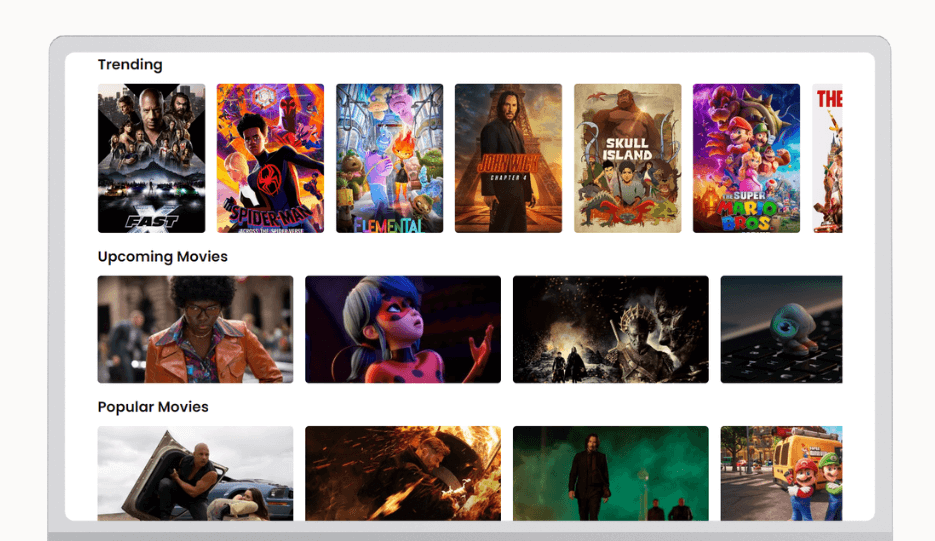 Trending
FAST
SPIDER-MAN
ACROSS THE SPIDER-VERSE
ELEMENTAL
JOHN WICK
CHAPTER 4
SKULL
ISLAND
THE SUPER
MARIO
BROS
THE
Upcoming Movies
Popular Movies